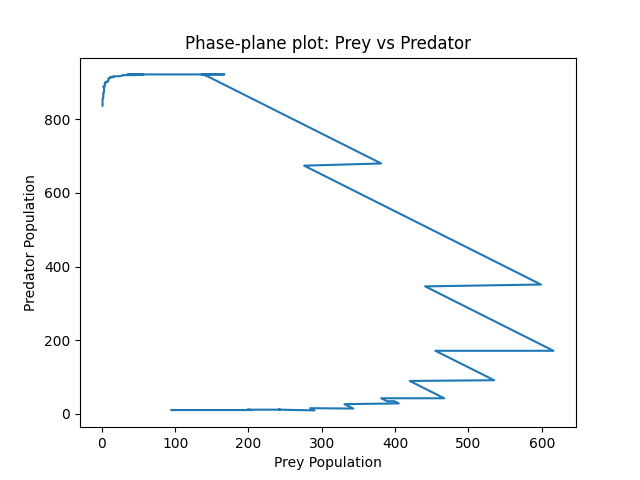 Phase-plane plot: Prey vs Predator
Predator Population
800
600
400
200
0
0 100 200 300 400 500 600
Prey Population